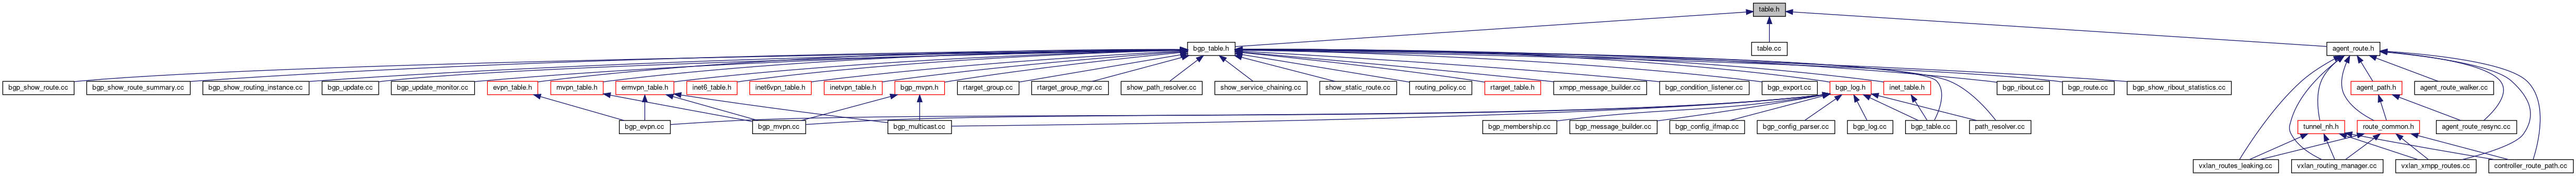 table.h
bgp_table.h
table.cc
agent_route.h
bgp_show_route.cc
bgp_show_route_summary.cc
bgp_show_routing_instance.cc
bgp_update.cc
bgp_update_monitor.cc
evpn_table.h
mvpn_table.h
ermvpn_table.h
inet6_table.h
inet6vpn_table.h
inetvpn_table.h
bgp_mvpn.h
rtarget_group.cc
rtarget_group_mgr.cc
show_path_resolver.cc
show_service_chaining.cc
show_static_route.cc
routing_policy.cc
rtarget_table.h
xmpp_message_builder.cc
bgp_condition_listener.cc
bgp_export.cc
bgp_log.h
inet_table.h
bgp_ribout.cc
bgp_route.cc
bgp_show_ribout_statistics.cc
agent_path.h
agent_route_walker.cc
bgp_evpn.cc
bgp_mvpn.cc
bgp_multicast.cc
bgp_membership.cc
bgp_message_builder.cc
bgp_config_ifmap.cc
bgp_config_parser.cc
bgp_log.cc
bgp_table.cc
path_resolver.cc
tunnel_nh.h
route_common.h
agent_route_resync.cc
vxlan_routes_leaking.cc
vxlan_routing_manager.cc
vxlan_xmpp_routes.cc
controller_route_path.cc